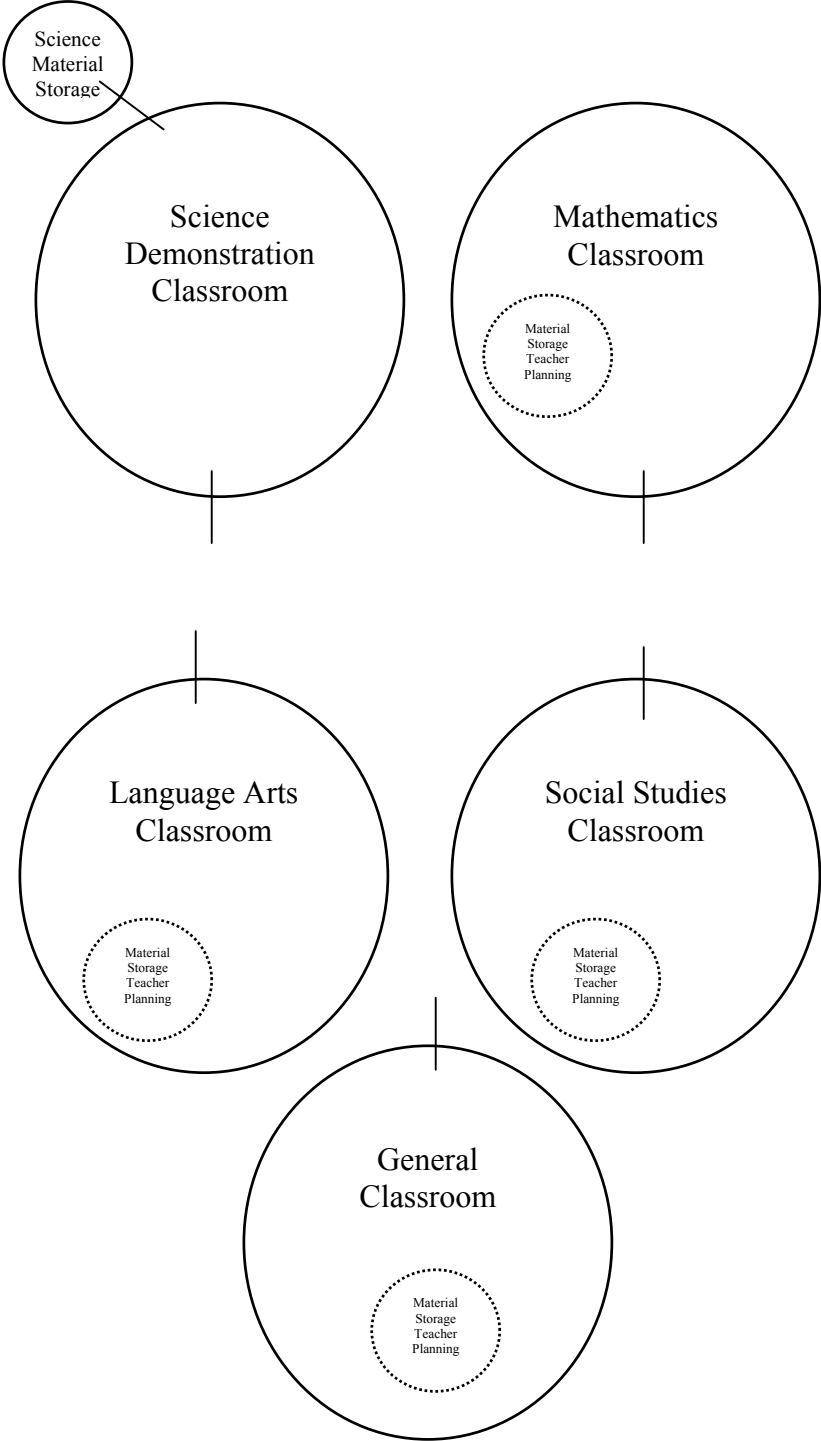 Science
Material
Storage
Science
Demonstration
Classroom
Mathematics
Classroom
Material
Storage
Teacher
Planning
Language Arts
Classroom
Material
Storage
Teacher
Planning
Social Studies
Classroom
Material
Storage
Teacher
Planning
General
Classroom
Material
Storage
Teacher
Planning